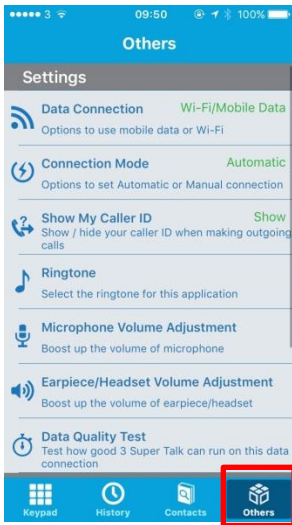 3 09:50 100%
Others
Settings
Data Connection Wi-Fi/Mobile Data
Options to use mobile data or Wi-Fi
Connection Mode Automatic
Options to set Automatic or Manual connection
Show My Caller ID Show
Show / hide your caller ID when making outgoing
calls
Ringtone
Select the ringtone for this application
Microphone Volume Adjustment
Boost up the volume of microphone
Earpiece/Headset Volume Adjustment
Boost up the volume of earpiece/headset
Data Quality Test
Test how good 3 Super Talk can run on this data
connection
Keypad History Contacts Others